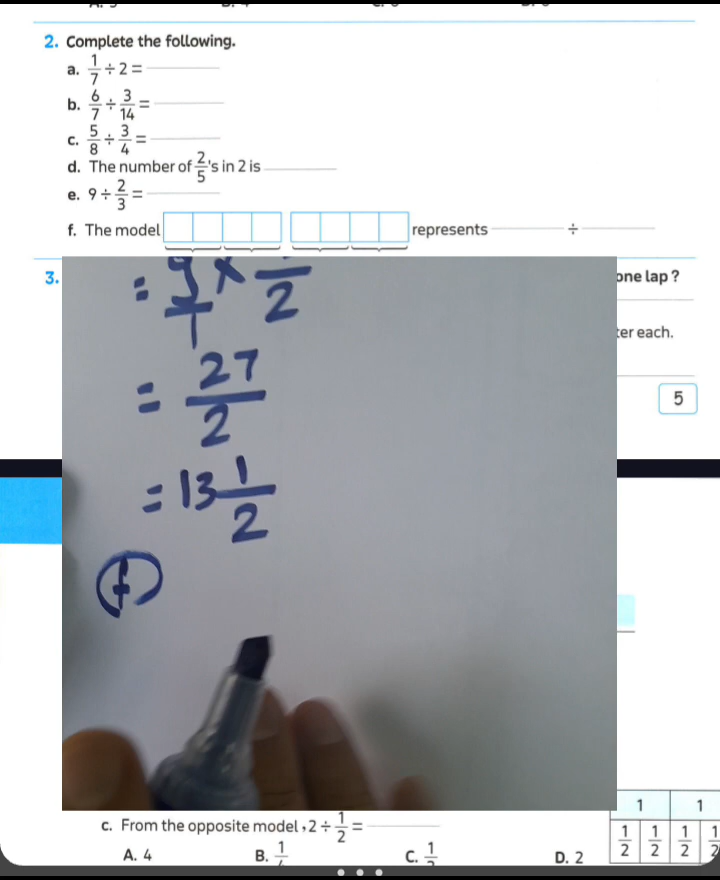 2. Complete the following.
a. 1/7 ÷ 2 =
b. 6/7 ÷ 3/14 =
c. 5/8 ÷ 3/4 =
d. The number of 2/5's in 2 is
e. 9 ÷ 2/3 =
f. The model represents ÷
3. one lap ?
ter each.
5
= 9/1 × /2
= 27/2
= 13 1/2
f
1 1
c. From the opposite model , 2 ÷ 1/2 =
1/2 1/2 1/2 1/2
A. 4 B. 1/ C. 1/ D. 2